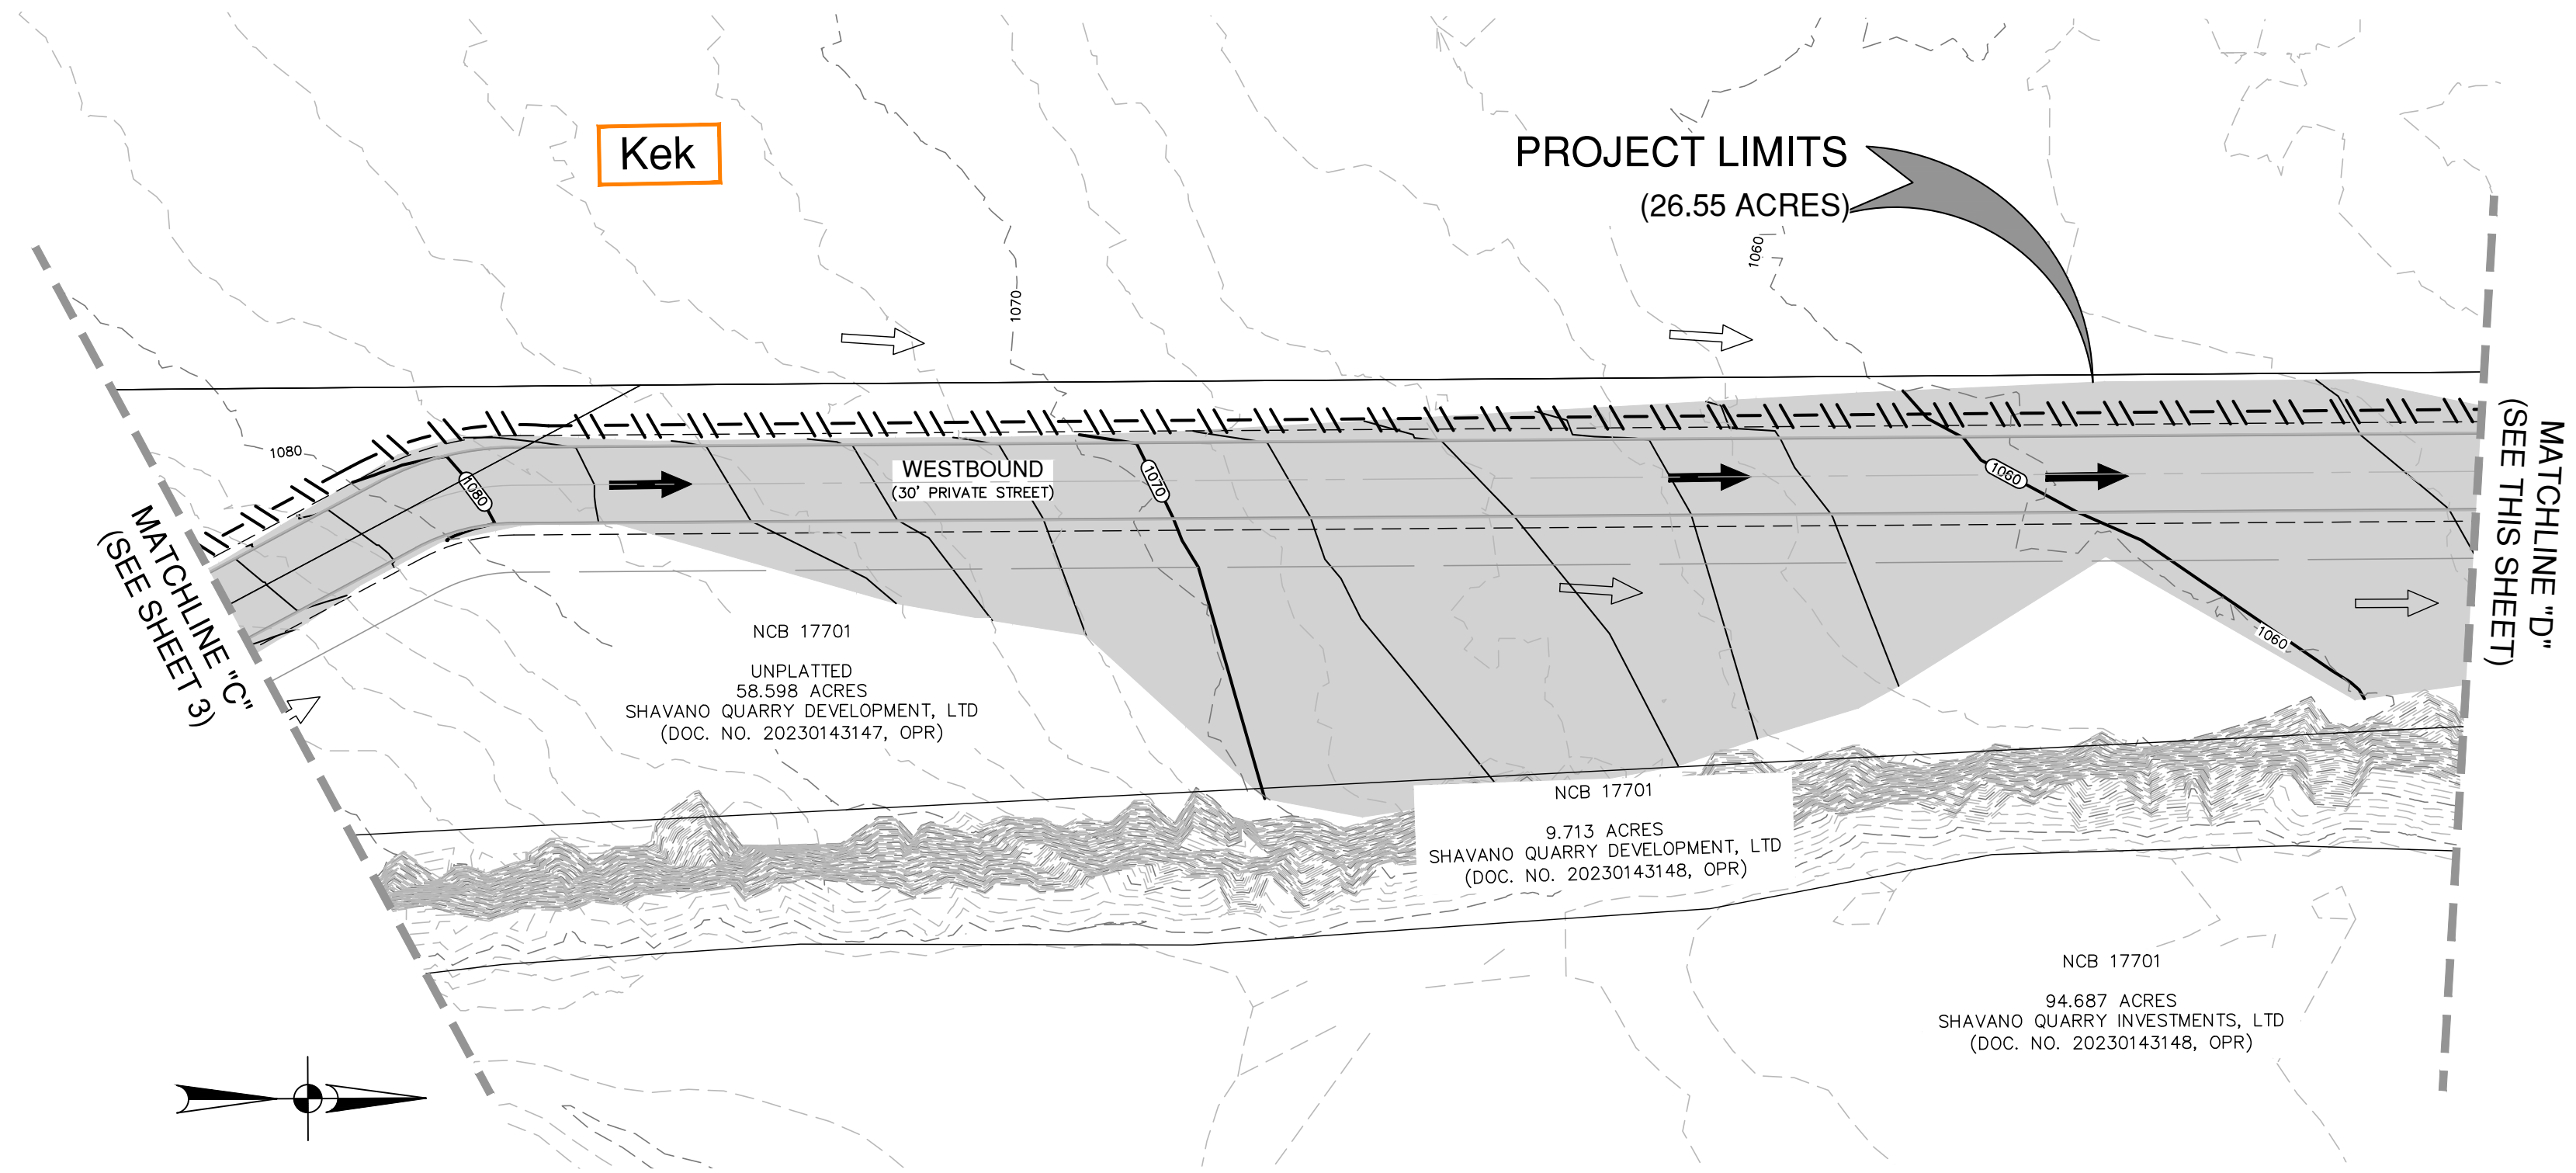 Kek
PROJECT LIMITS
(26.55 ACRES)
1060
1070
1080
1080
WESTBOUND
(30' PRIVATE STREET)
1070
1060
1060
MATCHLINE "C"
(SEE SHEET 3)
MATCHLINE "D"
(SEE THIS SHEET)
NCB 17701
UNPLATTED
58.598 ACRES
SHAVANO QUARRY DEVELOPMENT, LTD
(DOC. NO. 20230143147, OPR)
NCB 17701
9.713 ACRES
SHAVANO QUARRY DEVELOPMENT, LTD
(DOC. NO. 20230143148, OPR)
NCB 17701
94.687 ACRES
SHAVANO QUARRY INVESTMENTS, LTD
(DOC. NO. 20230143148, OPR)